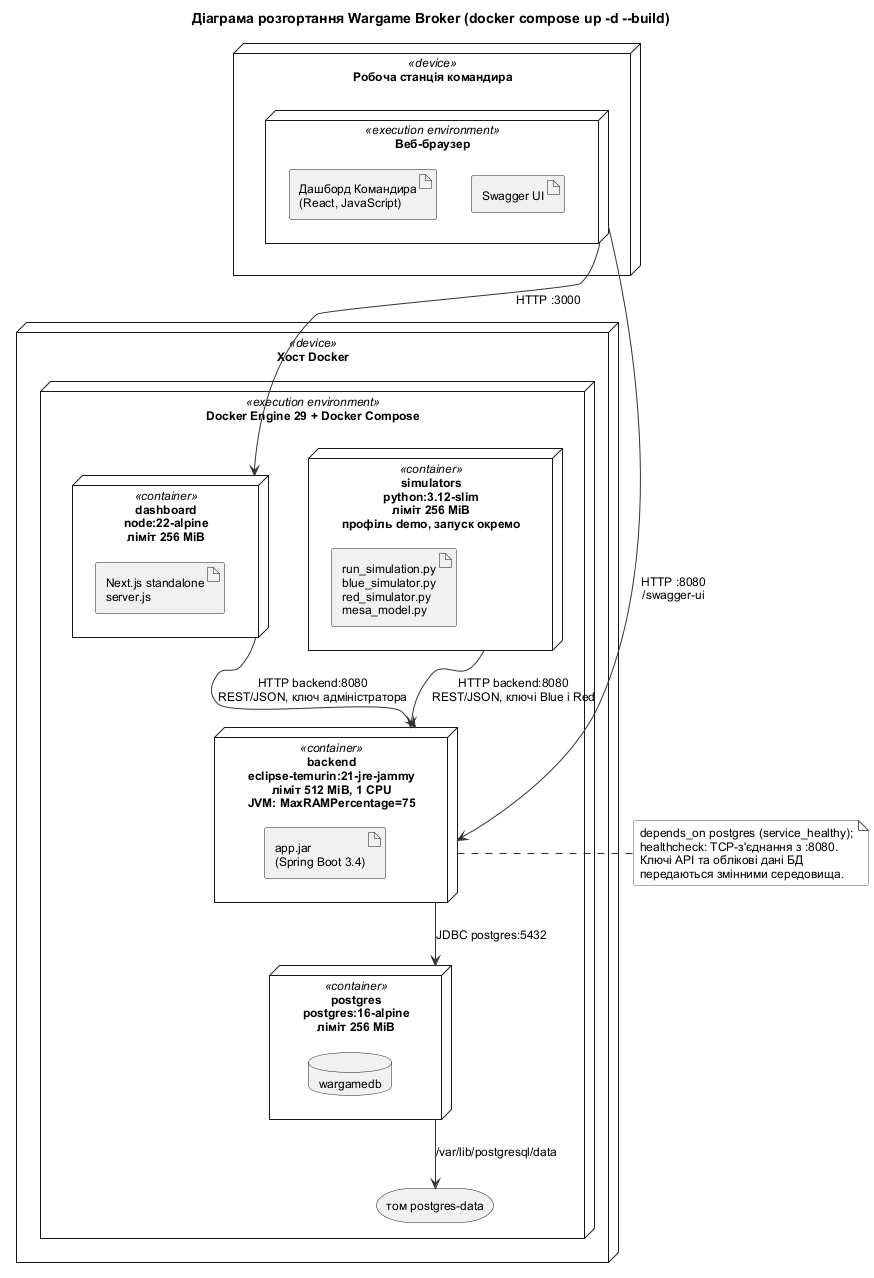 Діаграма розгортання Wargame Broker (docker compose up -d --build)
«device»
Робоча станція командира
«execution environment»
Веб-браузер
Дашборд Командира
(React, JavaScript)
Swagger UI
HTTP :3000
«device»
Хост Docker
«execution environment»
Docker Engine 29 + Docker Compose
«container»
dashboard
node:22-alpine
ліміт 256 MiB
Next.js standalone
server.js
«container»
simulators
python:3.12-slim
ліміт 256 MiB
профіль demo, запуск окремо
run_simulation.py
blue_simulator.py
red_simulator.py
mesa_model.py
HTTP :8080
/swagger-ui
HTTP backend:8080
REST/JSON, ключ адміністратора
HTTP backend:8080
REST/JSON, ключі Blue і Red
«container»
backend
eclipse-temurin:21-jre-jammy
ліміт 512 MiB, 1 CPU
JVM: MaxRAMPercentage=75
app.jar
(Spring Boot 3.4)
depends_on postgres (service_healthy);
healthcheck: TCP-з'єднання з :8080.
Ключі API та облікові дані БД
передаються змінними середовища.
JDBC postgres:5432
«container»
postgres
postgres:16-alpine
ліміт 256 MiB
wargamedb
/var/lib/postgresql/data
том postgres-data